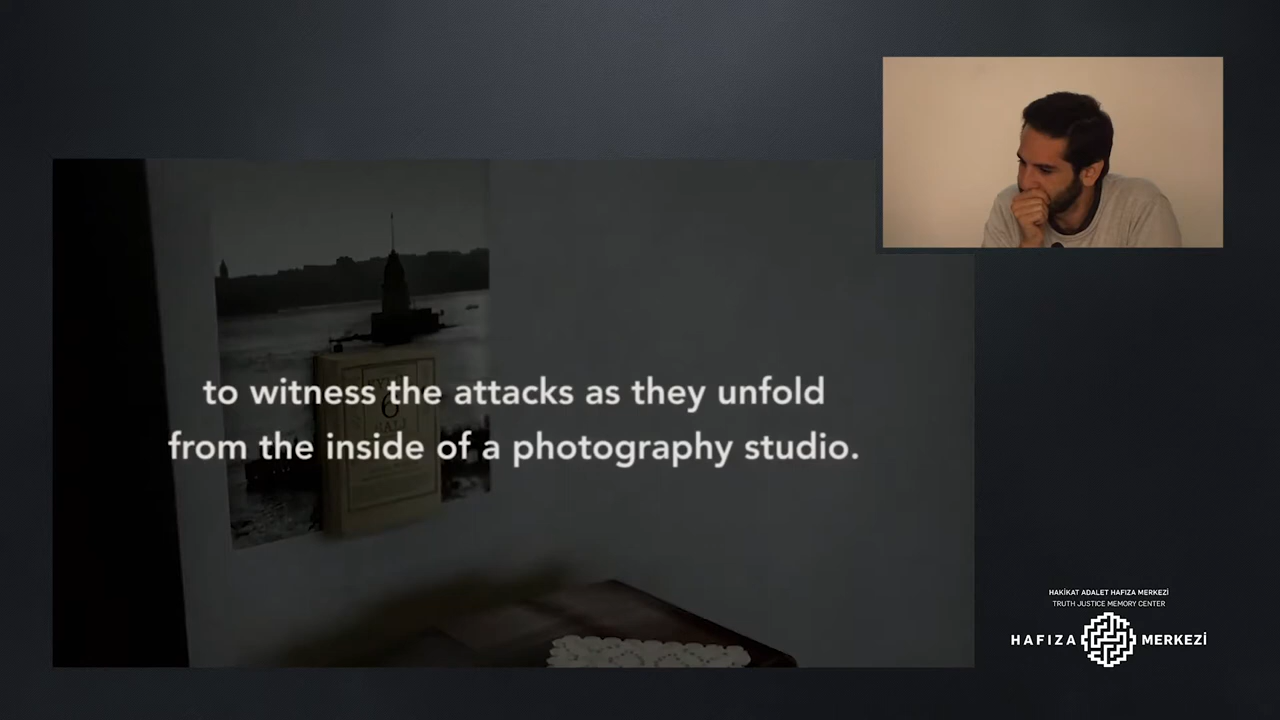 to witness the attacks as they unfold
from the inside of a photography studio.
6
HAKİKAT ADALET HAFIZA MERKEZİ
TRUTH JUSTICE MEMORY CENTER
HAFIZA MERKEZİ